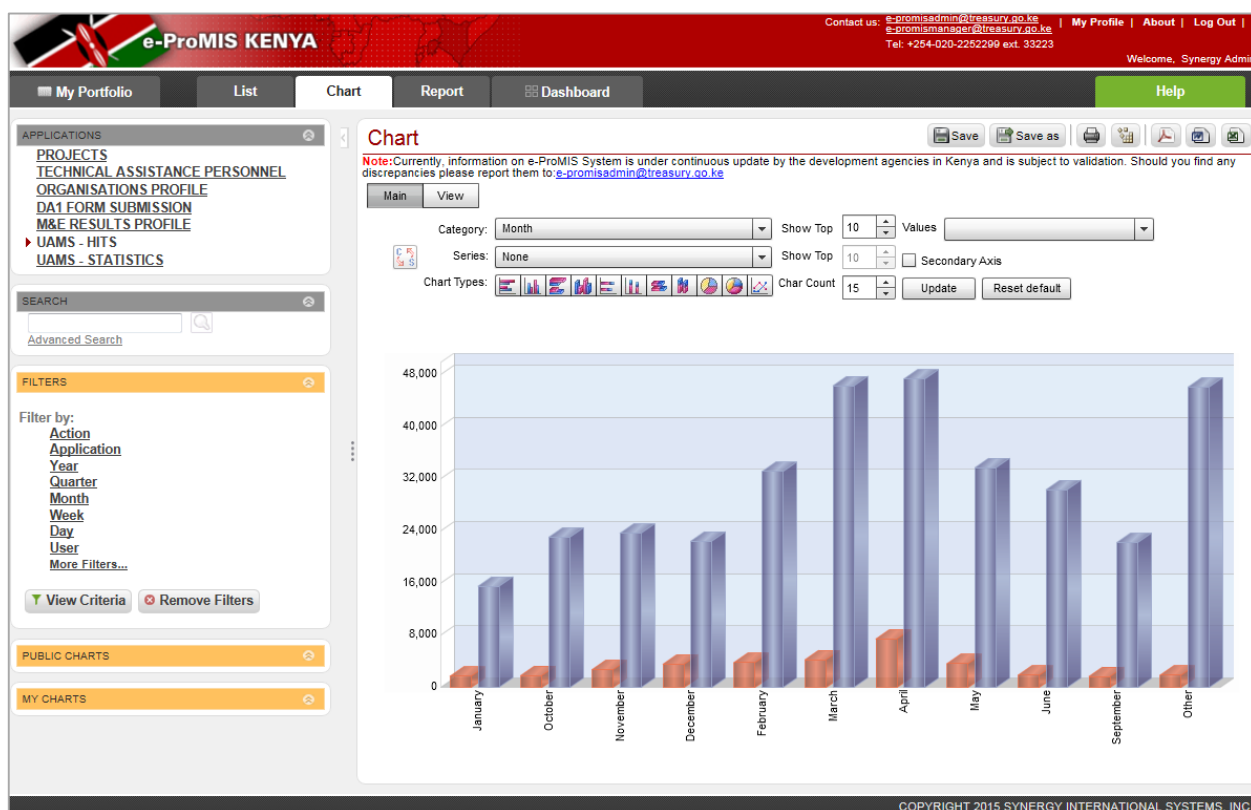 e-ProMIS KENYA
Contact us: e-promisadmin@treasury.go.ke | My Profile | About | Log Out |
e-promismanager@treasury.go.ke
Tel: +254-020-2252299 ext. 33223
Welcome, Synergy Admin
My Portfolio List Chart Report Dashboard Help
APPLICATIONS
PROJECTS
TECHNICAL ASSISTANCE PERSONNEL
ORGANISATIONS PROFILE
DA1 FORM SUBMISSION
M&E RESULTS PROFILE
UAMS - HITS
UAMS - STATISTICS
SEARCH
Advanced Search
FILTERS
Filter by:
Action
Application
Year
Quarter
Month
Week
Day
User
More Filters...
View Criteria Remove Filters
PUBLIC CHARTS
MY CHARTS
Chart
Save Save as
Note:Currently, information on e-ProMIS System is under continuous update by the development agencies in Kenya and is subject to validation. Should you find any
discrepancies please report them to:e-promisadmin@treasury.go.ke
Main View
Category: Month Show Top 10 Values
Series: None Show Top 10 Secondary Axis
Chart Types: Char Count 15 Update Reset default
48,000
40,000
32,000
24,000
16,000
8,000
0
January October November December February March April May June September Other
COPYRIGHT 2015 SYNERGY INTERNATIONAL SYSTEMS, INC